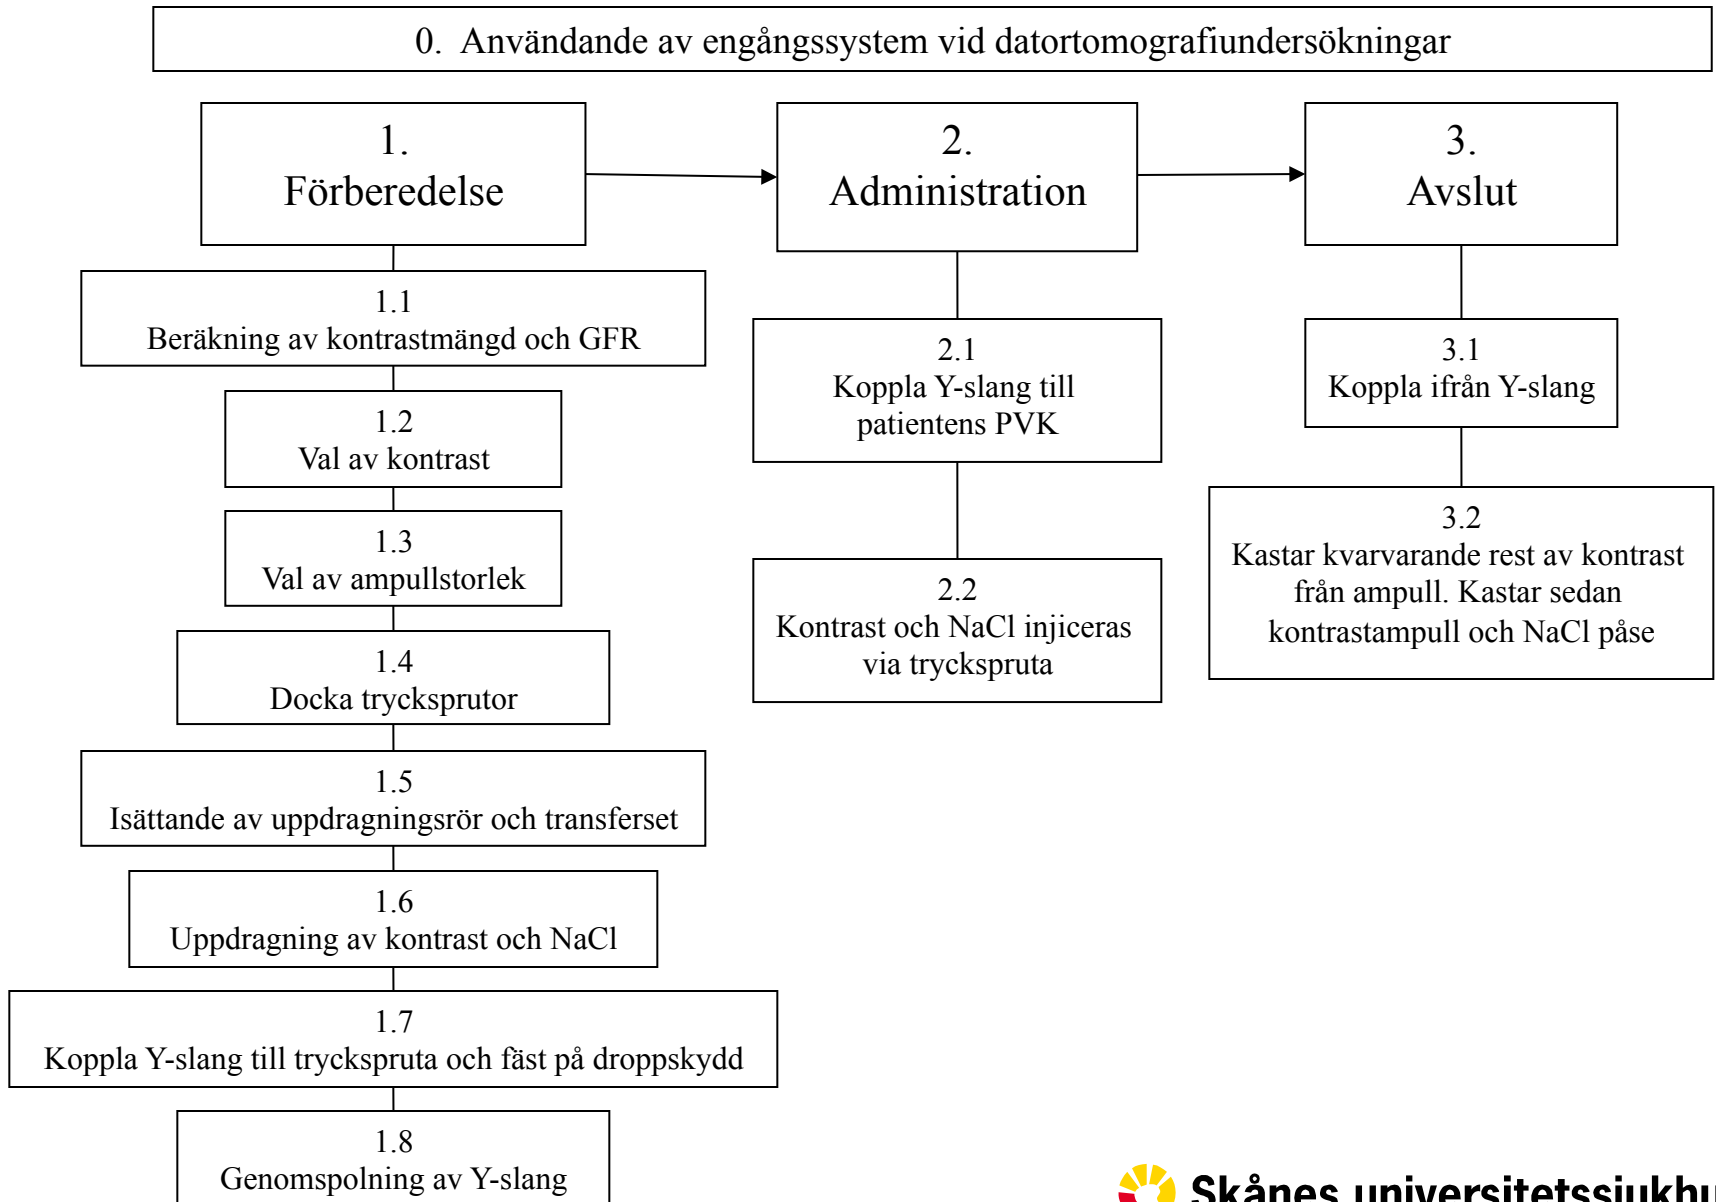 0. Användande av engångssystem vid datortomografiundersökningar
1.
Förberedelse
2.
Administration
3.
Avslut
1.1
Beräkning av kontrastmängd och GFR
1.2
Val av kontrast
1.3
Val av ampullstorlek
1.4
Docka trycksprutor
1.5
Isättande av uppdragningsrör och transferset
1.6
Uppdragning av kontrast och NaCl
1.7
Koppla Y-slang till tryckspruta och fäst på droppskydd
1.8
Genomspolning av Y-slang
2.1
Koppla Y-slang till
patientens PVK
2.2
Kontrast och NaCl injiceras
via tryckspruta
3.1
Koppla ifrån Y-slang
3.2
Kastar kvarvarande rest av kontrast
från ampull. Kastar sedan
kontrastampull och NaCl påse
Skånes universitetssjukhu